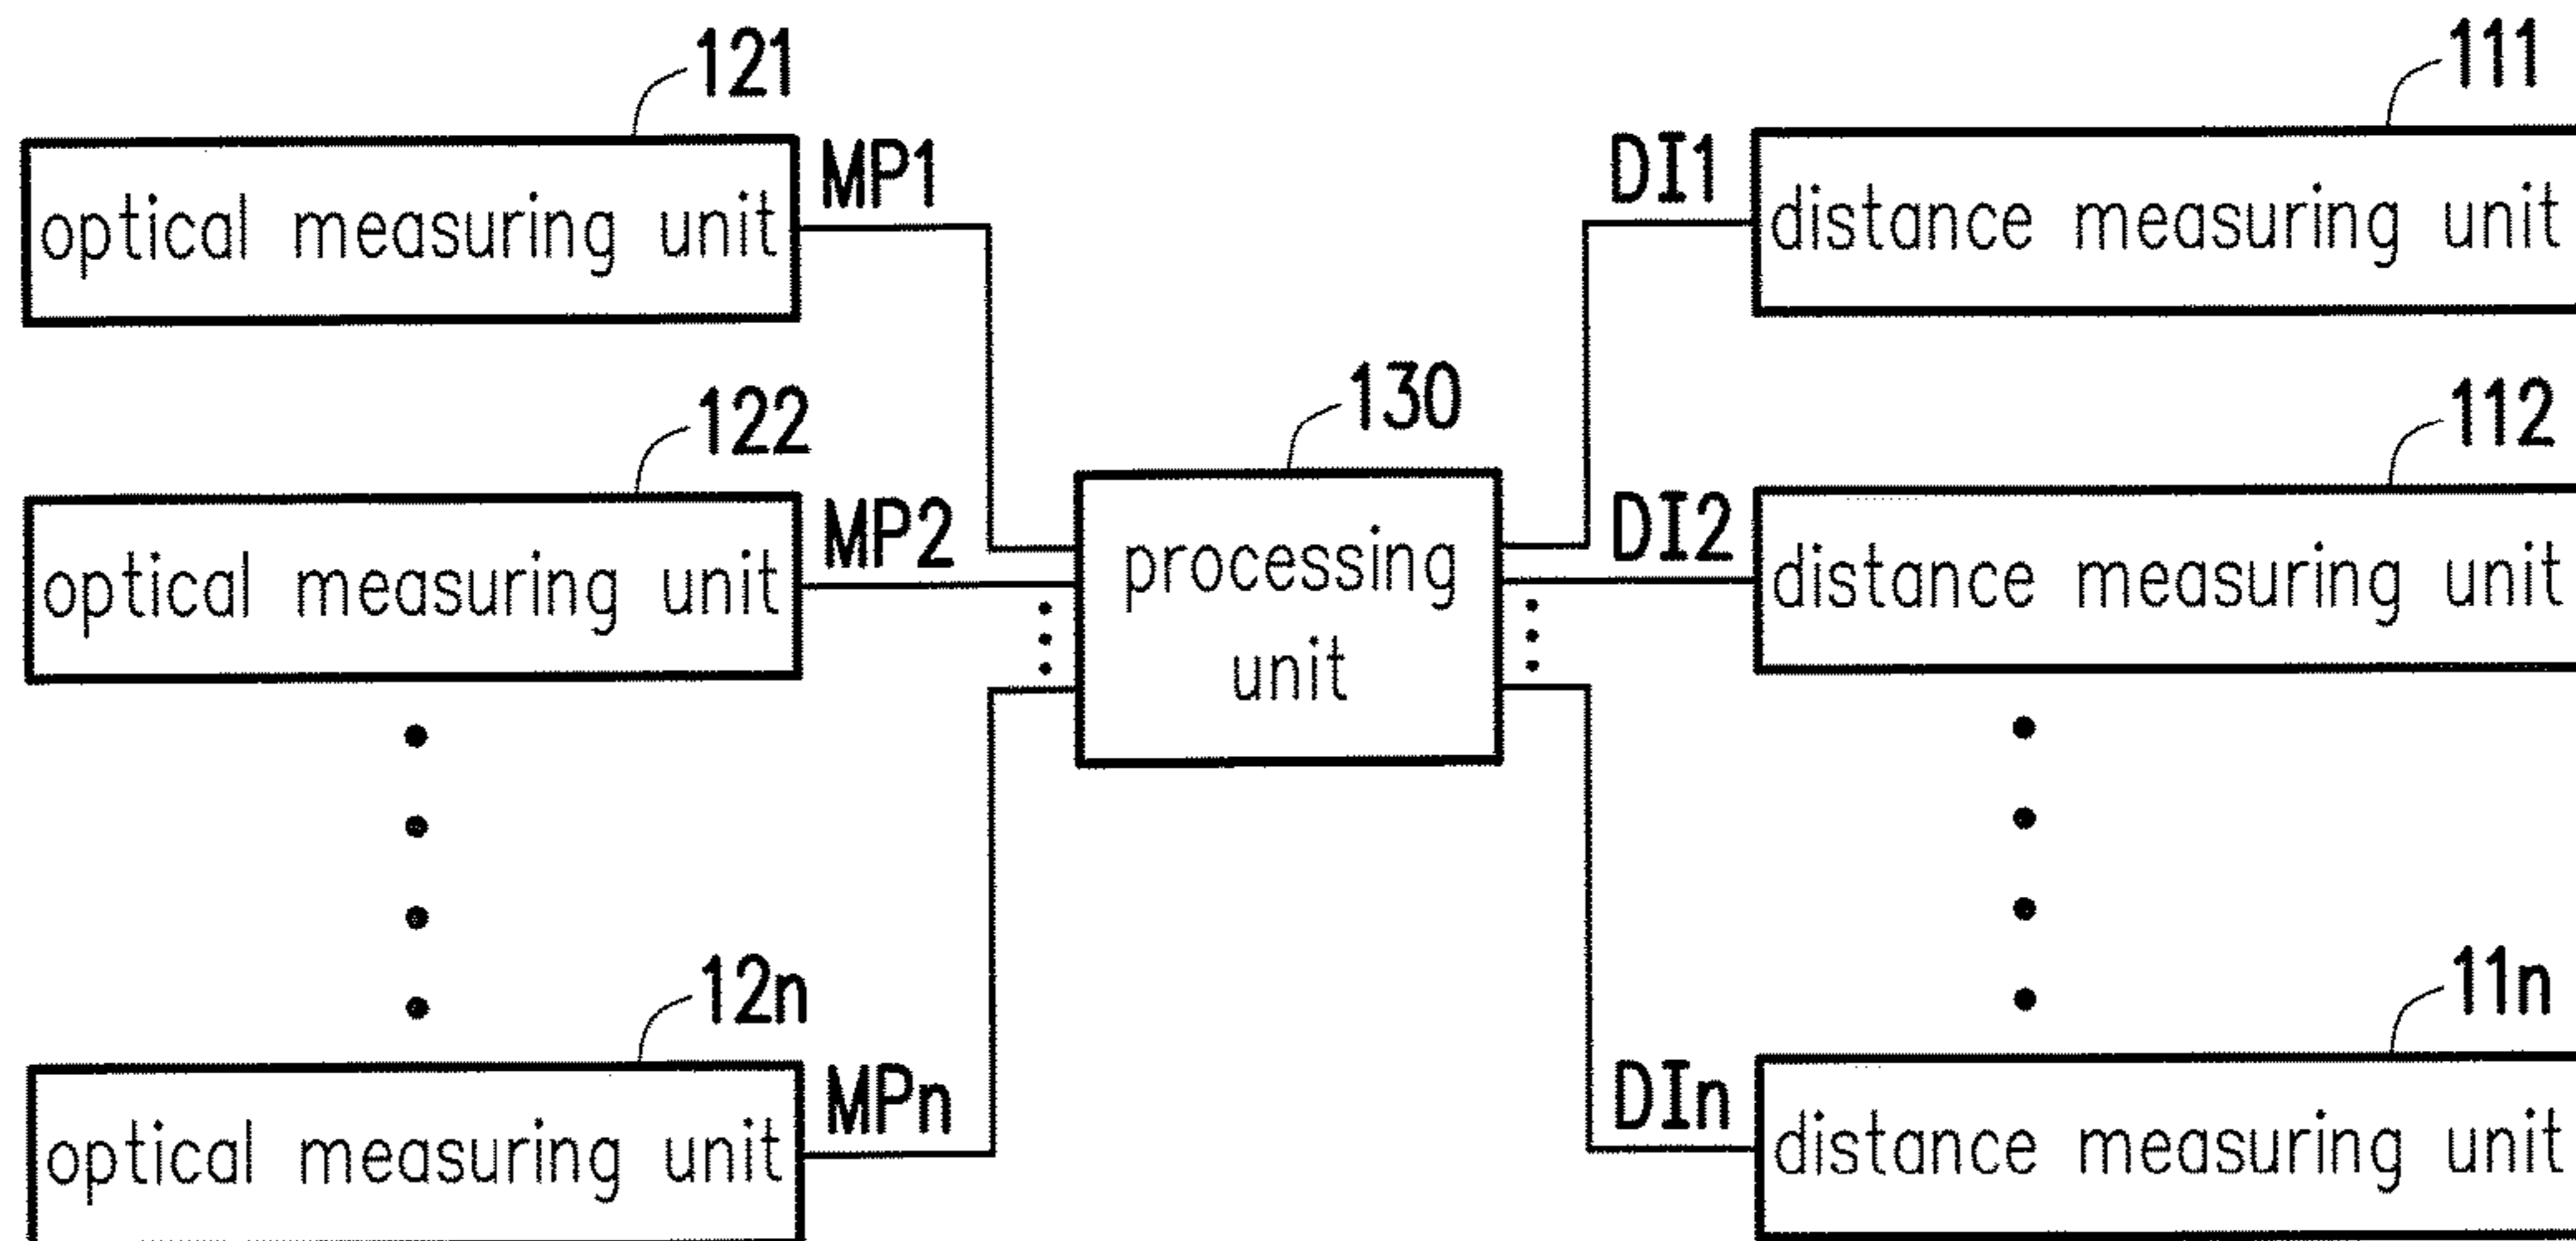 121
111
MP1
DI1
optical measuring unit
distance measuring unit
122
130
112
MP2
DI2
optical measuring unit
processing
unit
distance measuring unit
12n
11n
MPn
DIn
optical measuring unit
distance measuring unit